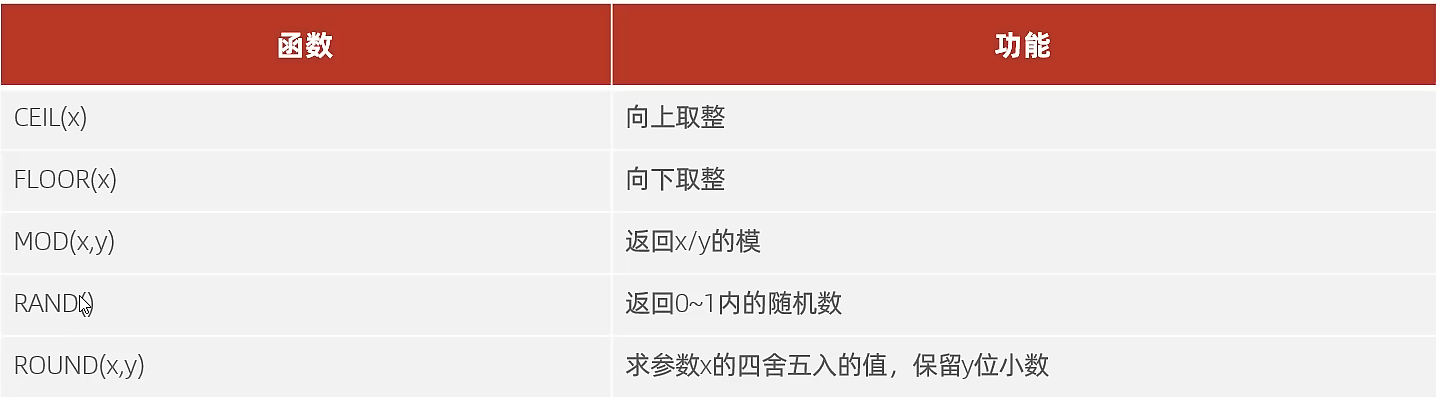 函数 功能
CEIL(x) 向上取整
FLOOR(x) 向下取整
MOD(x,y) 返回x/y的模
RAND() 返回0~1内的随机数
ROUND(x,y) 求参数x的四舍五入的值，保留y位小数